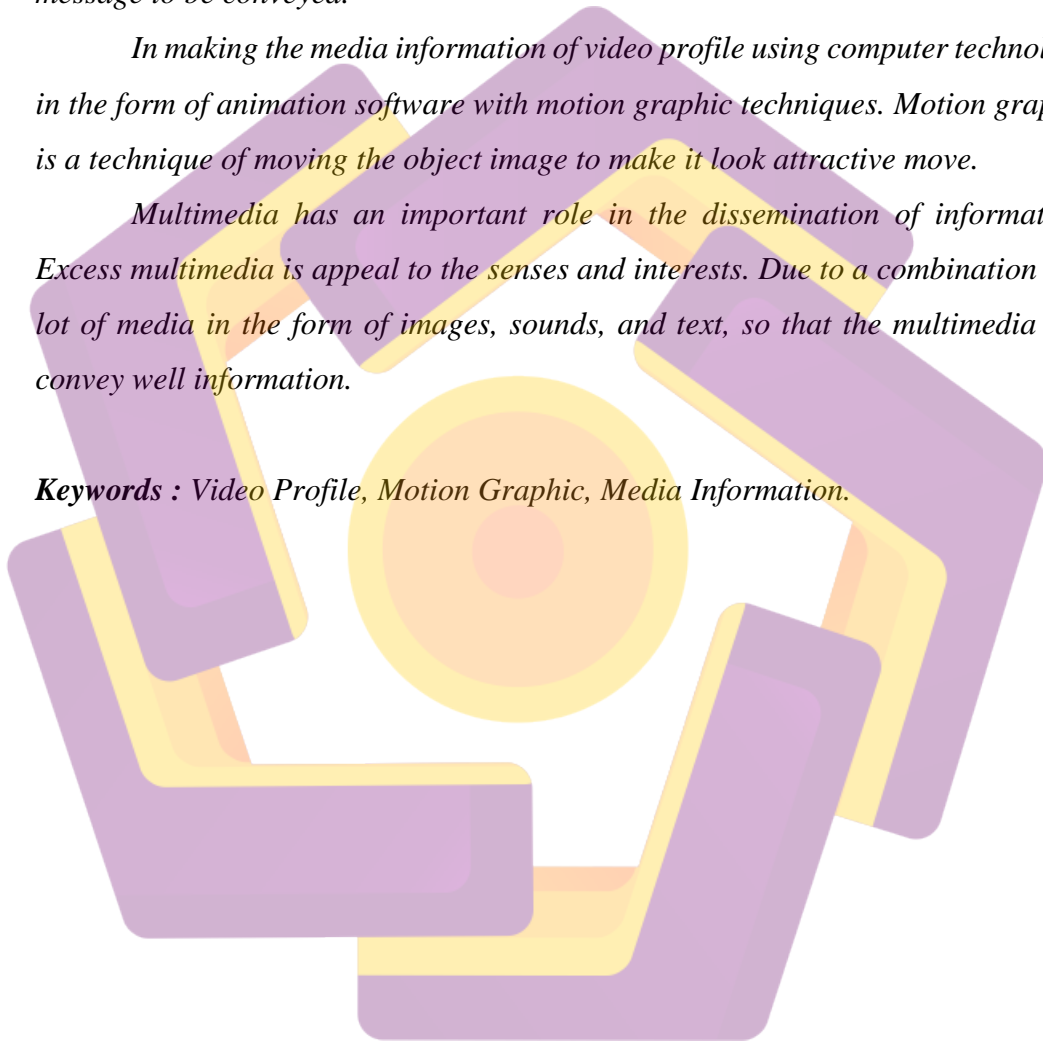 message to be conveyed.
In making the media information of video profile using computer technol
in the form of animation software with motion graphic techniques. Motion grap
is a technique of moving the object image to make it look attractive move.
Multimedia has an important role in the dissemination of informat
Excess multimedia is appeal to the senses and interests. Due to a combination
lot of media in the form of images, sounds, and text, so that the multimedia
convey well information.
Keywords : Video Profile, Motion Graphic, Media Information.